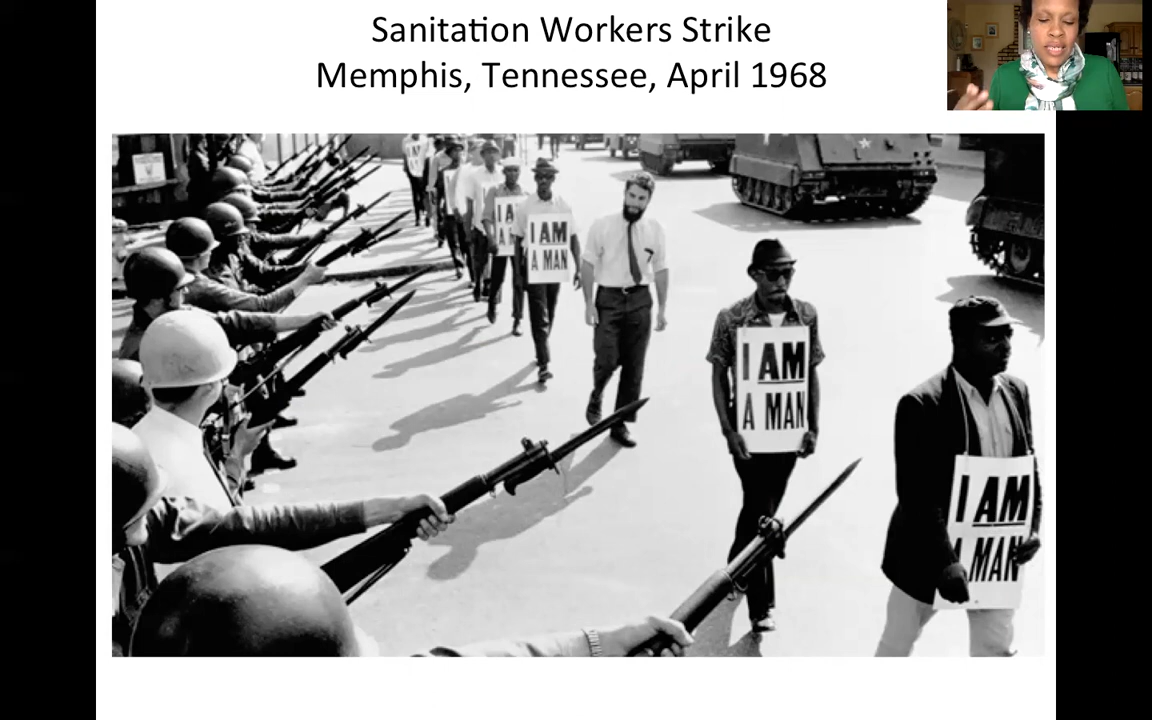 Sanitation Workers Strike
Memphis, Tennessee, April 1968
I A
A
I AM
A MAN
I AM
A MAN
I AM
A MAN